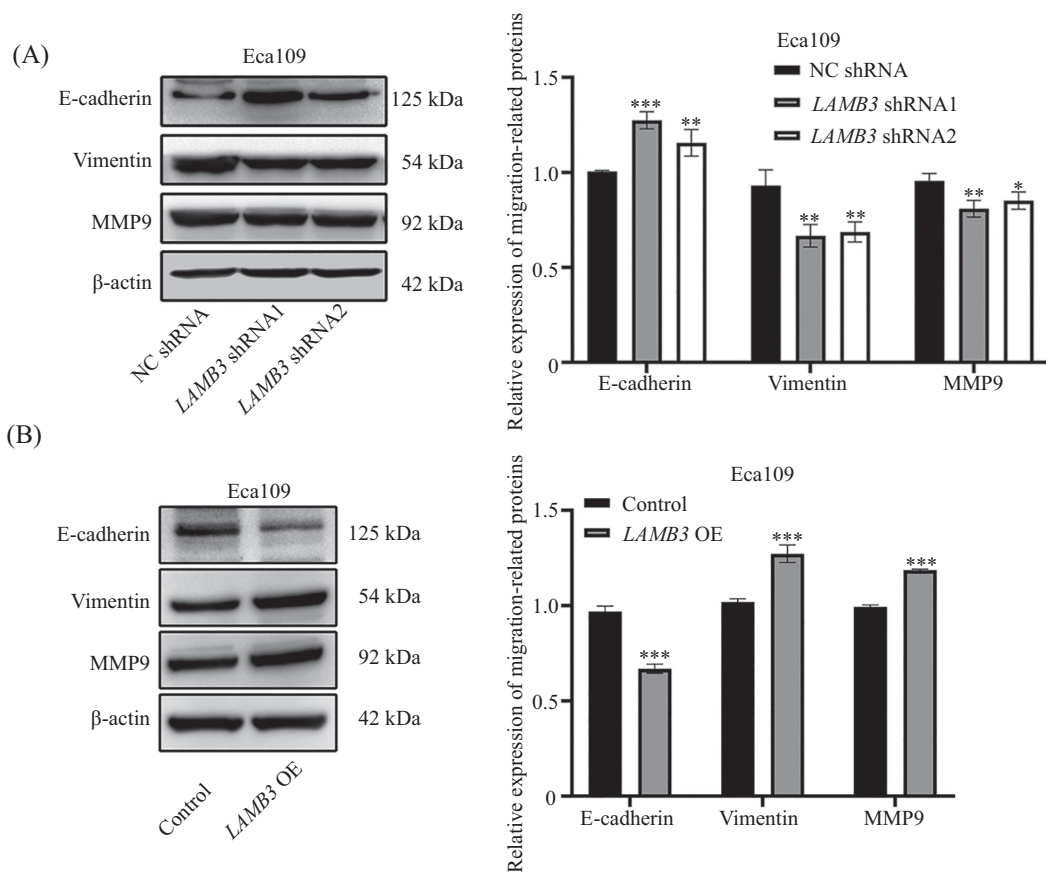 (A)
Eca109
E-cadherin
125 kDa
Vimentin
54 kDa
MMP9
92 kDa
β-actin
42 kDa
NC shRNA
LAMB3 shRNA1
LAMB3 shRNA2
Relative expression of migration-related proteins
Eca109
NC shRNA
LAMB3 shRNA1
LAMB3 shRNA2
1.5
1.0
0.5
0
***
**
**
**
**
*
E-cadherin
Vimentin
MMP9
(B)
Eca109
E-cadherin
125 kDa
Vimentin
54 kDa
MMP9
92 kDa
β-actin
42 kDa
Control
LAMB3 OE
Relative expression of migration-related proteins
Eca109
Control
LAMB3 OE
1.5
1.0
0.5
0
***
***
***
E-cadherin
Vimentin
MMP9